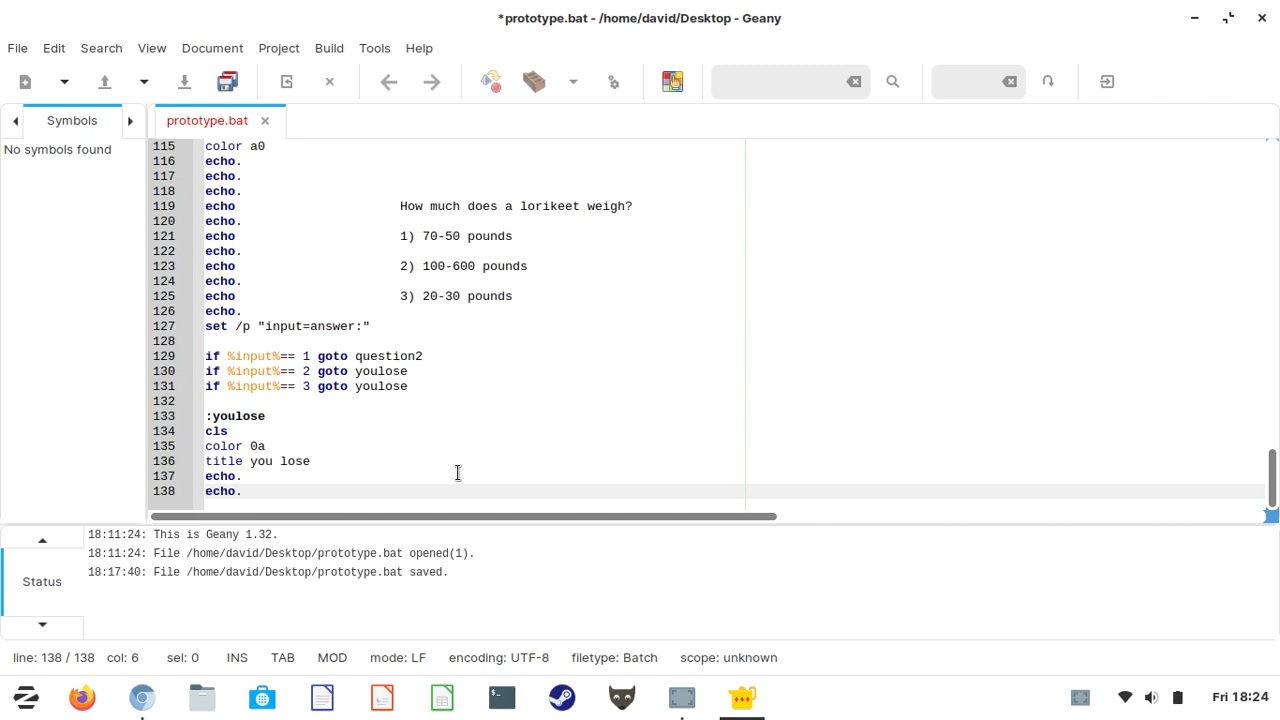 *prototype.bat - /home/david/Desktop - Geany
File Edit Search View Document Project Build Tools Help
Symbols
prototype.bat
No symbols found
115 color a0
116 echo.
117 echo.
118 echo.
119 echo How much does a lorikeet weigh?
120 echo.
121 echo 1) 70-50 pounds
122 echo.
123 echo 2) 100-600 pounds
124 echo.
125 echo 3) 20-30 pounds
126 echo.
127 set /p "input=answer:"
128
129 if %input%== 1 goto question2
130 if %input%== 2 goto youlose
131 if %input%== 3 goto youlose
132
133 :youlose
134 cls
135 color 0a
136 title you lose
137 echo.
138 echo.
Status
18:11:24: This is Geany 1.32.
18:11:24: File /home/david/Desktop/prototype.bat opened(1).
18:17:40: File /home/david/Desktop/prototype.bat saved.
line: 138 / 138 col: 6 sel: 0 INS TAB MOD mode: LF encoding: UTF-8 filetype: Batch scope: unknown
Fri 18:24